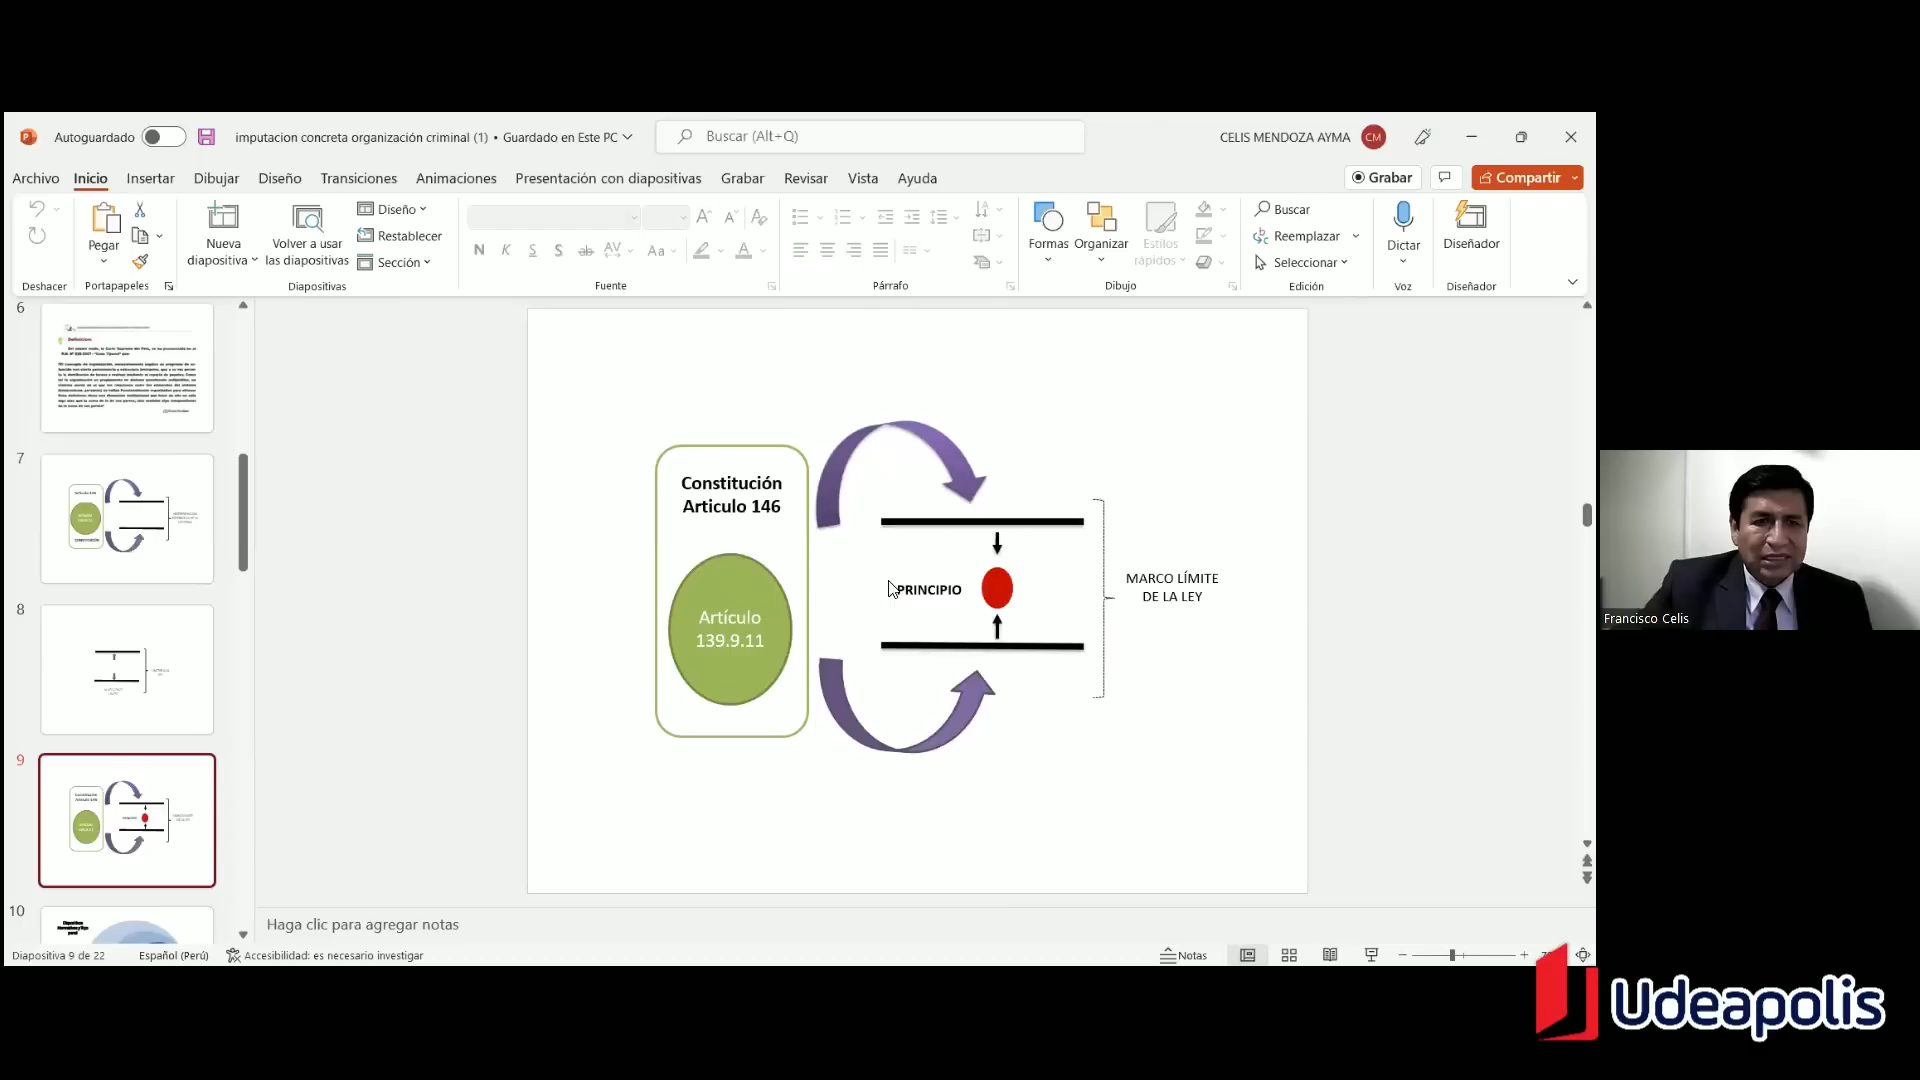 Autoguardado
imputacion concreta organización criminal (1) • Guardado en Este PC
Buscar (Alt+Q)
CELIS MENDOZA AYMA
CM
Archivo
Inicio
Insertar
Dibujar
Diseño
Transiciones
Animaciones
Presentación con diapositivas
Grabar
Revisar
Vista
Ayuda
Grabar
Compartir
Pegar
Nueva
diapositiva
Volver a usar
las diapositivas
Diseño
Restablecer
Sección
N K S S ab AV Aa A
Formas
Organizar
Estilos
rápidos
Buscar
Reemplazar
Seleccionar
Dictar
Diseñador
Deshacer
Portapapeles
Diapositivas
Fuente
Párrafo
Dibujo
Edición
Voz
Diseñador
6
Definicion:
7
8
9
10
Constitución
Articulo 146
Artículo
139.9.11
PRINCIPIO
MARCO LÍMITE
DE LA LEY
Francisco Celis
Haga clic para agregar notas
Diapositiva 9 de 22
Español (Perú)
Accesibilidad: es necesario investigar
Notas
Udeapolis